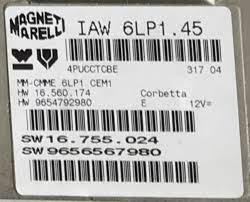 MAGNETI MARELLI
IAW 6LP1.45
4PUCCTCBE 317 04
MM-CMME 6LP1.CEM1
HW 16.560.174 Corbetta
HW 9654792980 E 12V=
SW16.755.024
SW9656567980